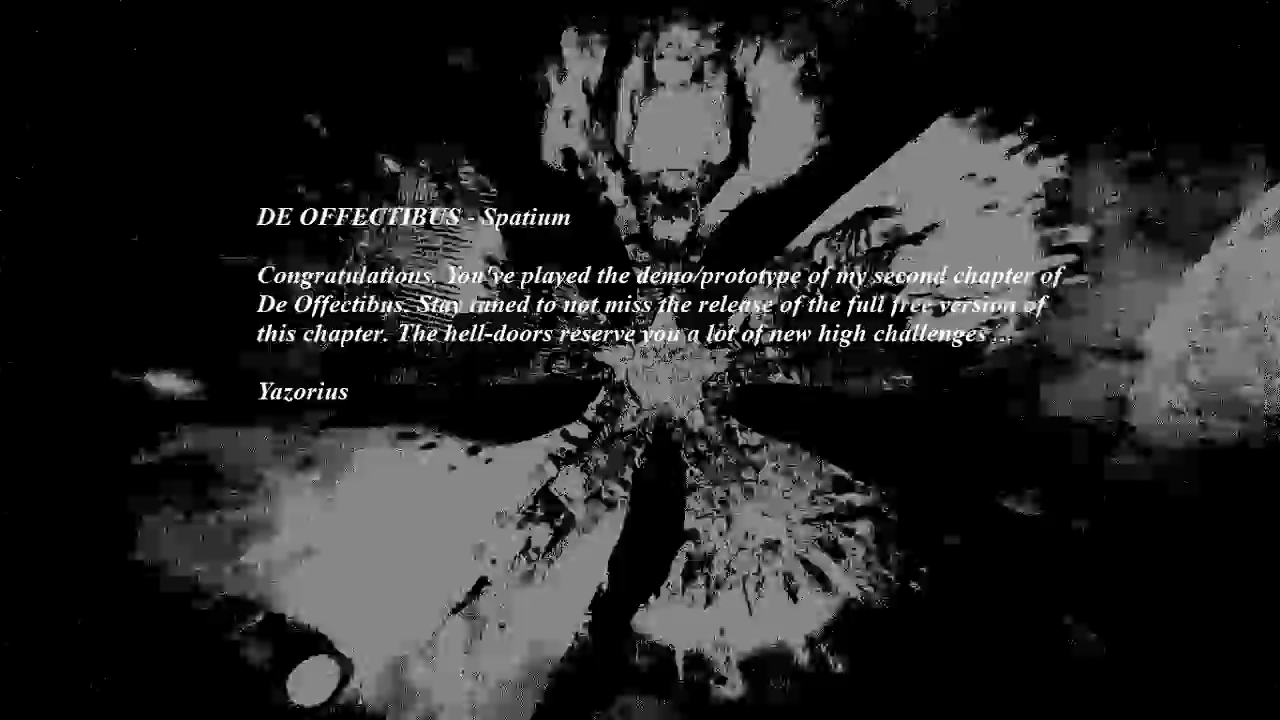 DE OFFECTIBUS - Spatium
Congratulations. You've played the demo/prototype of my second chapter of
De Offectibus. Stay tuned to not miss the release of the full free version of
this chapter. The hell-doors reserve you a lot of new high challenges ...
Yazorius